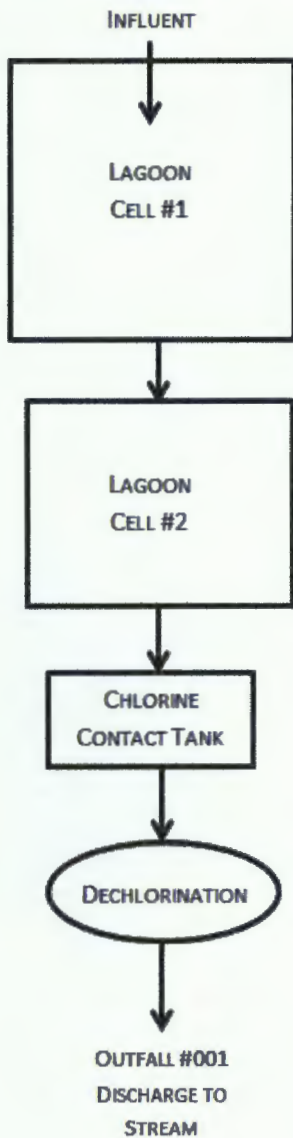 INFLUENT
LAGOON
CELL #1
LAGOON
CELL #2
CHLORINE
CONTACT TANK
DECHLORINATION
OUTFALL #001
DISCHARGE TO
STREAM